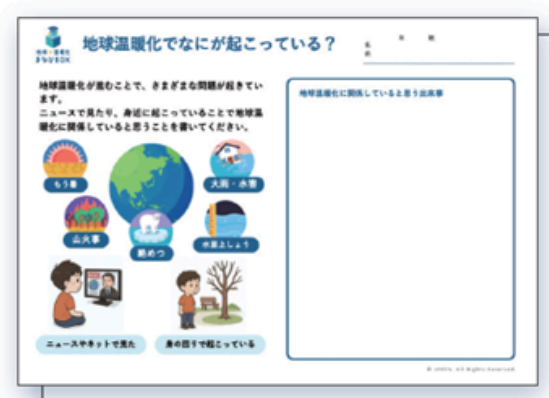 地球温暖化でなにが起こっている？
月
地球温暖化が進むことで、さまざまな問題が起きてい
ます。
ニュースで見たり、身近に起こっていることで地球温
暖化に関係していると思うことを書いてください。
もう暑
大雨・水害
山火事
絶めつ
水面上しょう
ニュースやネットで見た
身の回りで起こっている
地球温暖化に関係していると思う出来事
All Rights Reserved